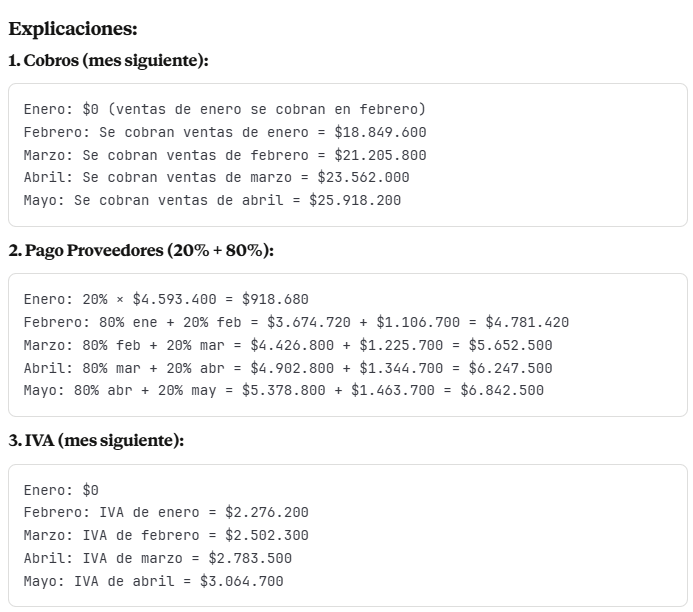 Explicaciones:
1. Cobros (mes siguiente):
Enero: $0 (ventas de enero se cobran en febrero)
Febrero: Se cobran ventas de enero = $18.849.600
Marzo: Se cobran ventas de febrero = $21.205.800
Abril: Se cobran ventas de marzo = $23.562.000
Mayo: Se cobran ventas de abril = $25.918.200
2. Pago Proveedores (20% + 80%):
Enero: 20% × $4.593.400 = $918.680
Febrero: 80% ene + 20% feb = $3.674.720 + $1.106.700 = $4.781.420
Marzo: 80% feb + 20% mar = $4.426.800 + $1.225.700 = $5.652.500
Abril: 80% mar + 20% abr = $4.902.800 + $1.344.700 = $6.247.500
Mayo: 80% abr + 20% may = $5.378.800 + $1.463.700 = $6.842.500
3. IVA (mes siguiente):
Enero: $0
Febrero: IVA de enero = $2.276.200
Marzo: IVA de febrero = $2.502.300
Abril: IVA de marzo = $2.783.500
Mayo: IVA de abril = $3.064.700